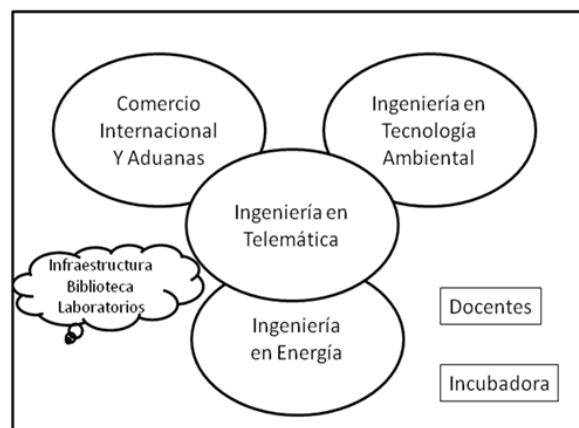 Comercio
Internacional
Y Aduanas
Ingeniería en
Tecnología
Ambiental
Ingeniería en
Telemática
Infraestructura
Biblioteca
Laboratorios
Ingeniería
en Energía
Docentes
Incubadora